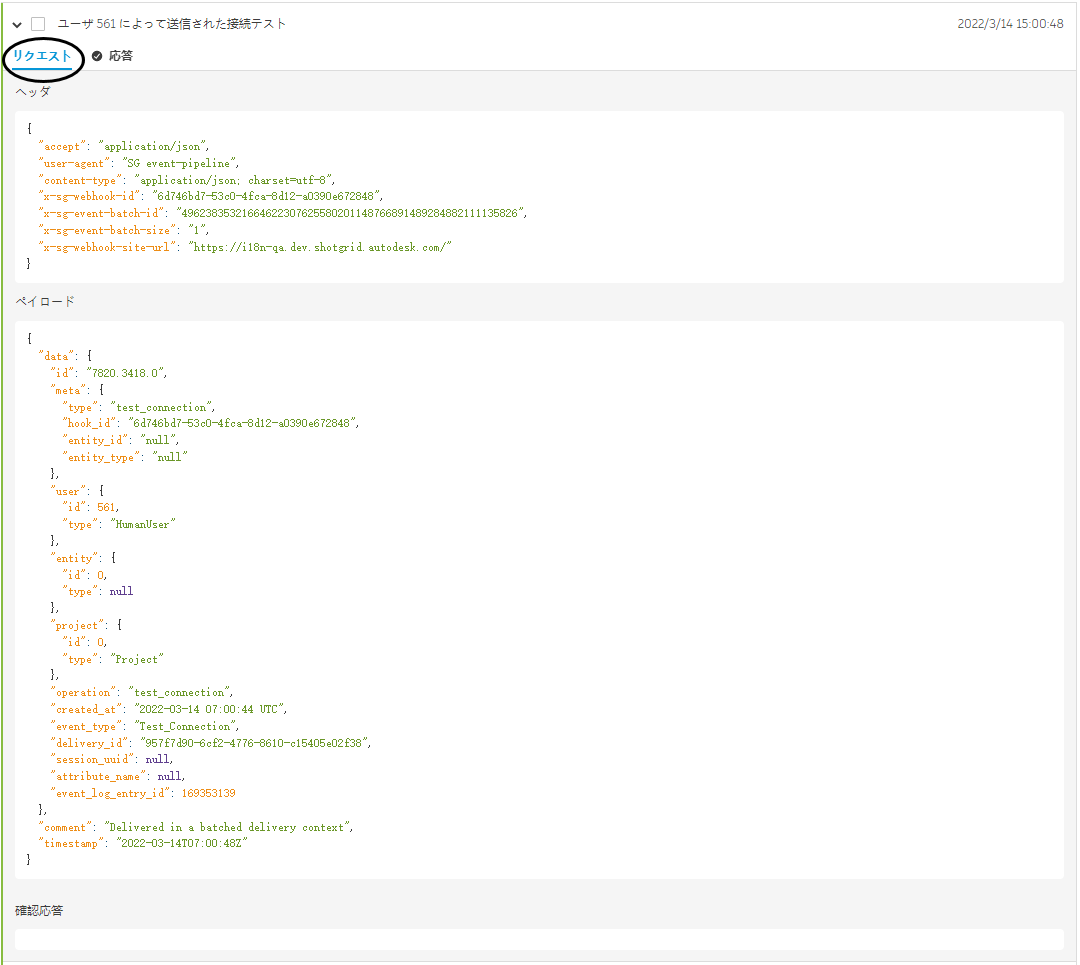 ユーザ 561 によって送信された接続テスト 2022/3/14 15:00:48
リクエスト 応答
ヘッダ
{
"accept": "application/json",
"user-agent": "SG event-pipeline",
"content-type": "application/json; charset=utf-8",
"x-sg-webhook-id": "6d746bd7-53c0-4fca-8d12-a0390e672848",
"x-sg-event-batch-id": "49623835321664622307625580201148766891489284882111135826",
"x-sg-event-batch-size": "1",
"x-sg-webhook-site-url": "https://i18n-qa.dev.shotgrid.autodesk.com/"
}
ペイロード
{
"data": {
"id": "7820.3418.0",
"meta": {
"type": "test_connection",
"hook_id": "6d746bd7-53c0-4fca-8d12-a0390e672848",
"entity_id": "null",
"entity_type": "null"
},
"user": {
"id": 561,
"type": "HumanUser"
},
"entity": {
"id": 0,
"type": null
},
"project": {
"id": 0,
"type": "Project"
},
"operation": "test_connection",
"created_at": "2022-03-14 07:00:44 UTC",
"event_type": "Test_Connection",
"delivery_id": "957f7d90-6cf2-4776-8610-c15405e02f38",
"session_uuid": null,
"attribute_name": null,
"event_log_entry_id": 169353139
},
"comment": "Delivered in a batched delivery context",
"timestamp": "2022-03-14T07:00:48Z"
}
確認応答